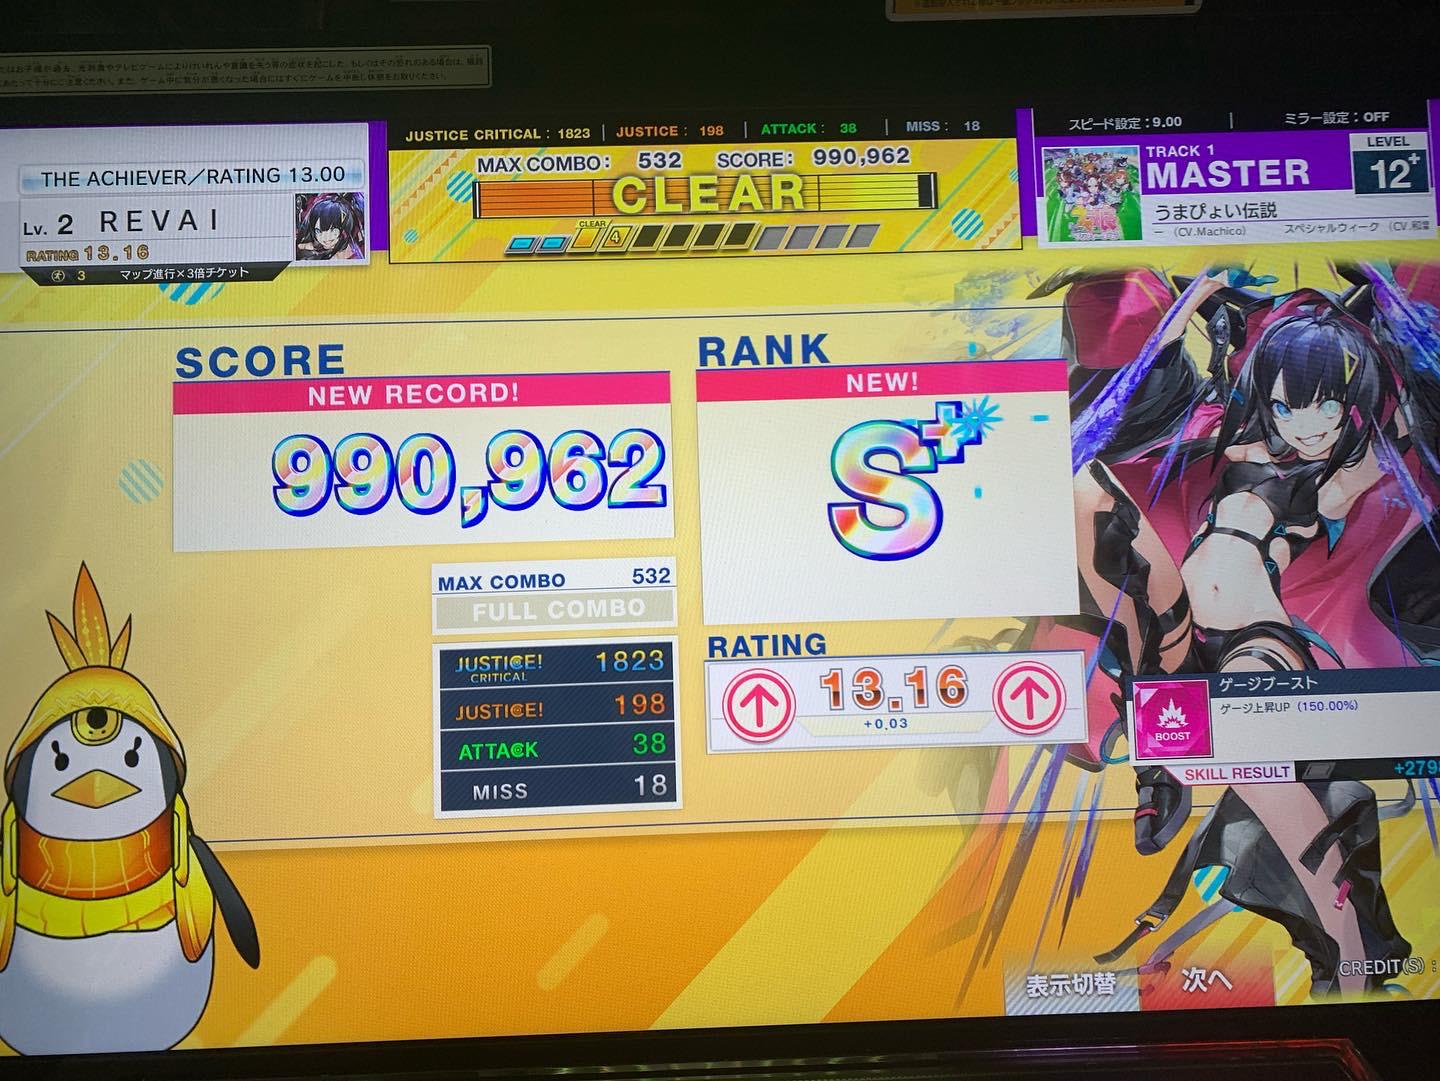 JUSTICE CRITICAL : 1823 | JUSTICE : 198 | ATTACK : 38 | MISS : 18
MAX COMBO: 532 SCORE: 990,962
CLEAR
CLEAR
4
THE ACHIEVER／RATING 13.00
Lv. 2 REVAI
RATING 13.16
3 マップ進行×3倍チケット
スピード設定：9.00 | ミラー設定：OFF
TRACK 1
MASTER
LEVEL
12+
うまぴょい伝説
ー (CV.Machico) スペシャルウィーク (CV.和
SCORE
NEW RECORD!
990,962
RANK
NEW!
S+
MAX COMBO 532
FULL COMBO
JUSTICE! CRITICAL 1823
JUSTICE! 198
ATTACK 38
MISS 18
RATING
13.16
+0.03
ゲージブースト
ゲージ上昇UP (150.00%)
BOOST
SKILL RESULT +2798
表示切替
次へ
CREDIT(S) :